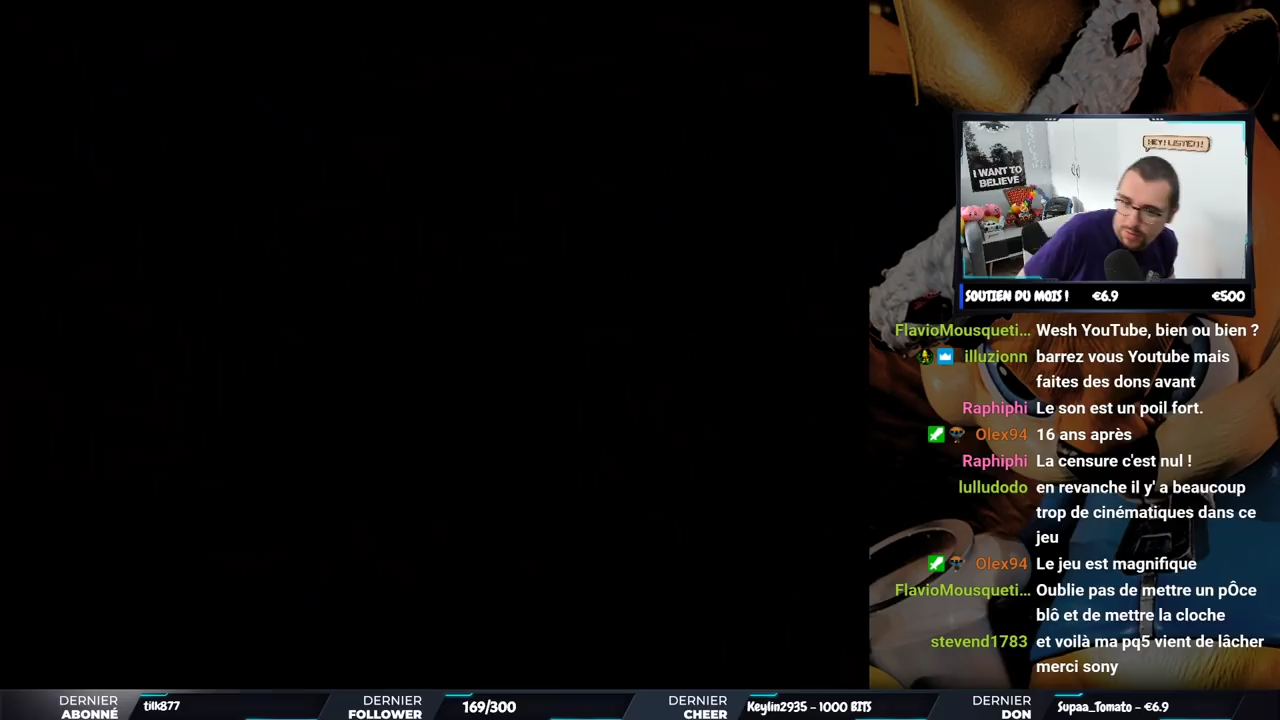 HEY! LISTEN!
I WANT TO
BELIEVE
SOUTIEN DU MOIS ! €6.9 €500
FlavioMousqueti... Wesh YouTube, bien ou bien ?
illuzionn barrez vous Youtube mais
faites des dons avant
Raphiphi Le son est un poil fort.
Olex94 16 ans après
Raphiphi La censure c'est nul !
lulludodo en revanche il y' a beaucoup
trop de cinématiques dans ce
jeu
Olex94 Le jeu est magnifique
FlavioMousqueti... Oublie pas de mettre un pÔce
blô et de mettre la cloche
stevend1783 et voilà ma pq5 vient de lâcher
merci sony
DERNIER
ABONNÉ
tilk877
DERNIER
FOLLOWER
169/300
DERNIER
CHEER
Keylin2935 - 1000 BITS
DERNIER
DON
Supaa_Tomato - €6.9